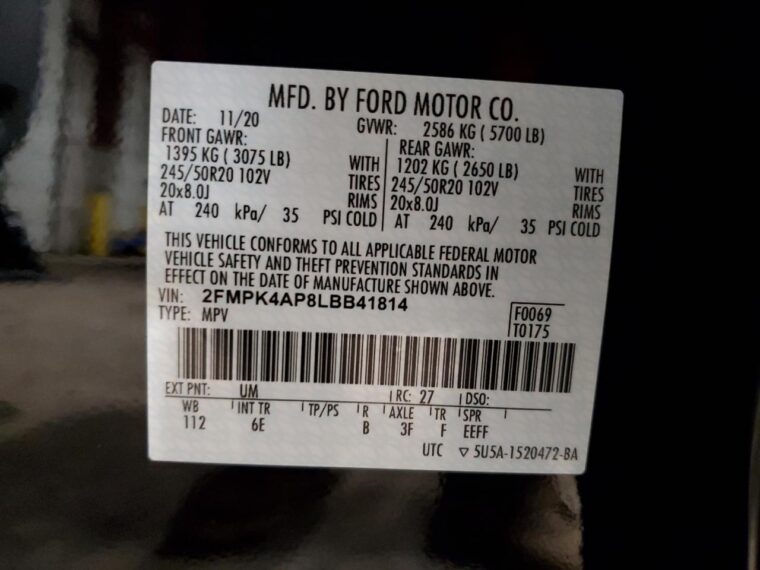 MFD. BY FORD MOTOR CO.
DATE: 11/20 GVWR: 2586 KG ( 5700 LB)
FRONT GAWR: REAR GAWR:
1395 KG ( 3075 LB) WITH 1202 KG ( 2650 LB) WITH
245/50R20 102V TIRES 245/50R20 102V TIRES
20x8.0J RIMS 20x8.0J RIMS
AT 240 kPa/ 35 PSI COLD AT 240 kPa/ 35 PSI COLD
THIS VEHICLE CONFORMS TO ALL APPLICABLE FEDERAL MOTOR
VEHICLE SAFETY AND THEFT PREVENTION STANDARDS IN
EFFECT ON THE DATE OF MANUFACTURE SHOWN ABOVE.
VIN: 2FMPK4AP8LBB41814
TYPE: MPV F0069
T0175
EXT PNT: UM RC: 27 DSO:
WB INT TR TP/PS R AXLE TR SPR
112 6E B 3F F EEFF
UTC ▽ 5U5A-1520472-BA